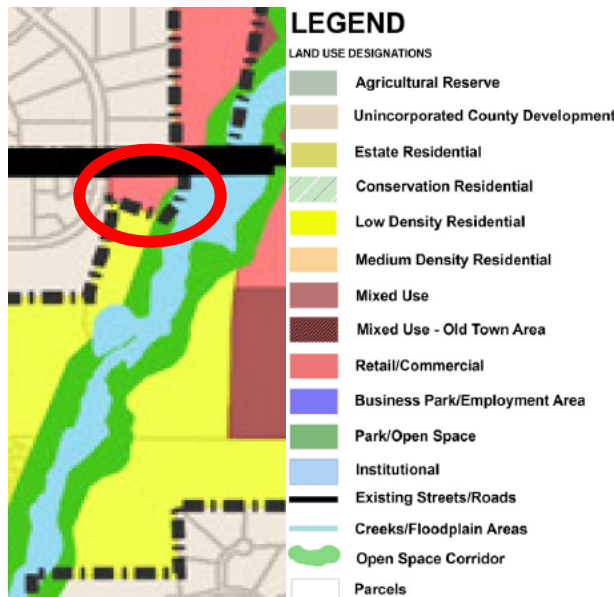 LEGEND
LAND USE DESIGNATIONS
Agricultural Reserve
Unincorporated County Development
Estate Residential
Conservation Residential
Low Density Residential
Medium Density Residential
Mixed Use
Mixed Use - Old Town Area
Retail/Commercial
Business Park/Employment Area
Park/Open Space
Institutional
Existing Streets/Roads
Creeks/Floodplain Areas
Open Space Corridor
Parcels